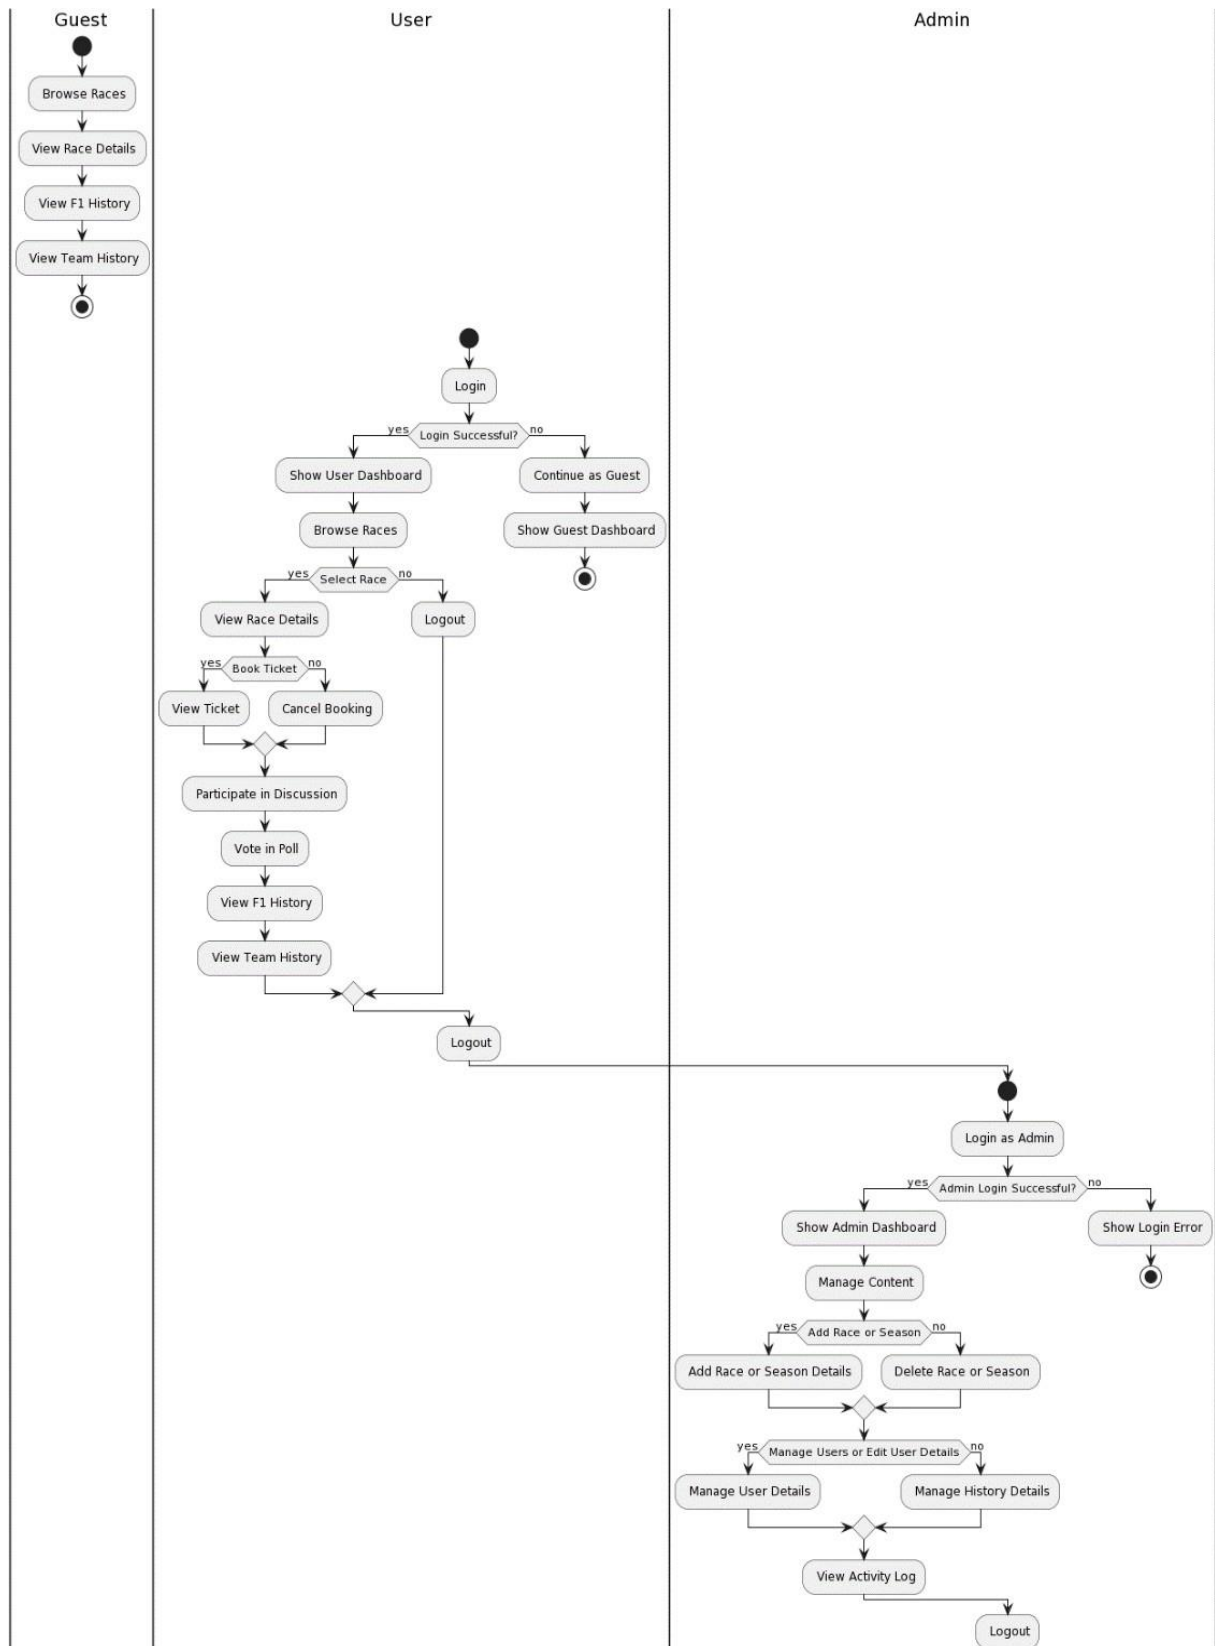 Guest
User
Admin
Browse Races
View Race Details
View F1 History
View Team History
Login
yes
Login Successful?
no
Show User Dashboard
Continue as Guest
Browse Races
Show Guest Dashboard
yes
Select Race
no
View Race Details
Logout
yes
Book Ticket
no
View Ticket
Cancel Booking
Participate in Discussion
Vote in Poll
View F1 History
View Team History
Logout
Login as Admin
yes
Admin Login Successful?
no
Show Admin Dashboard
Show Login Error
Manage Content
yes
Add Race or Season
no
Add Race or Season Details
Delete Race or Season
yes
Manage Users or Edit User Details
no
Manage User Details
Manage History Details
View Activity Log
Logout